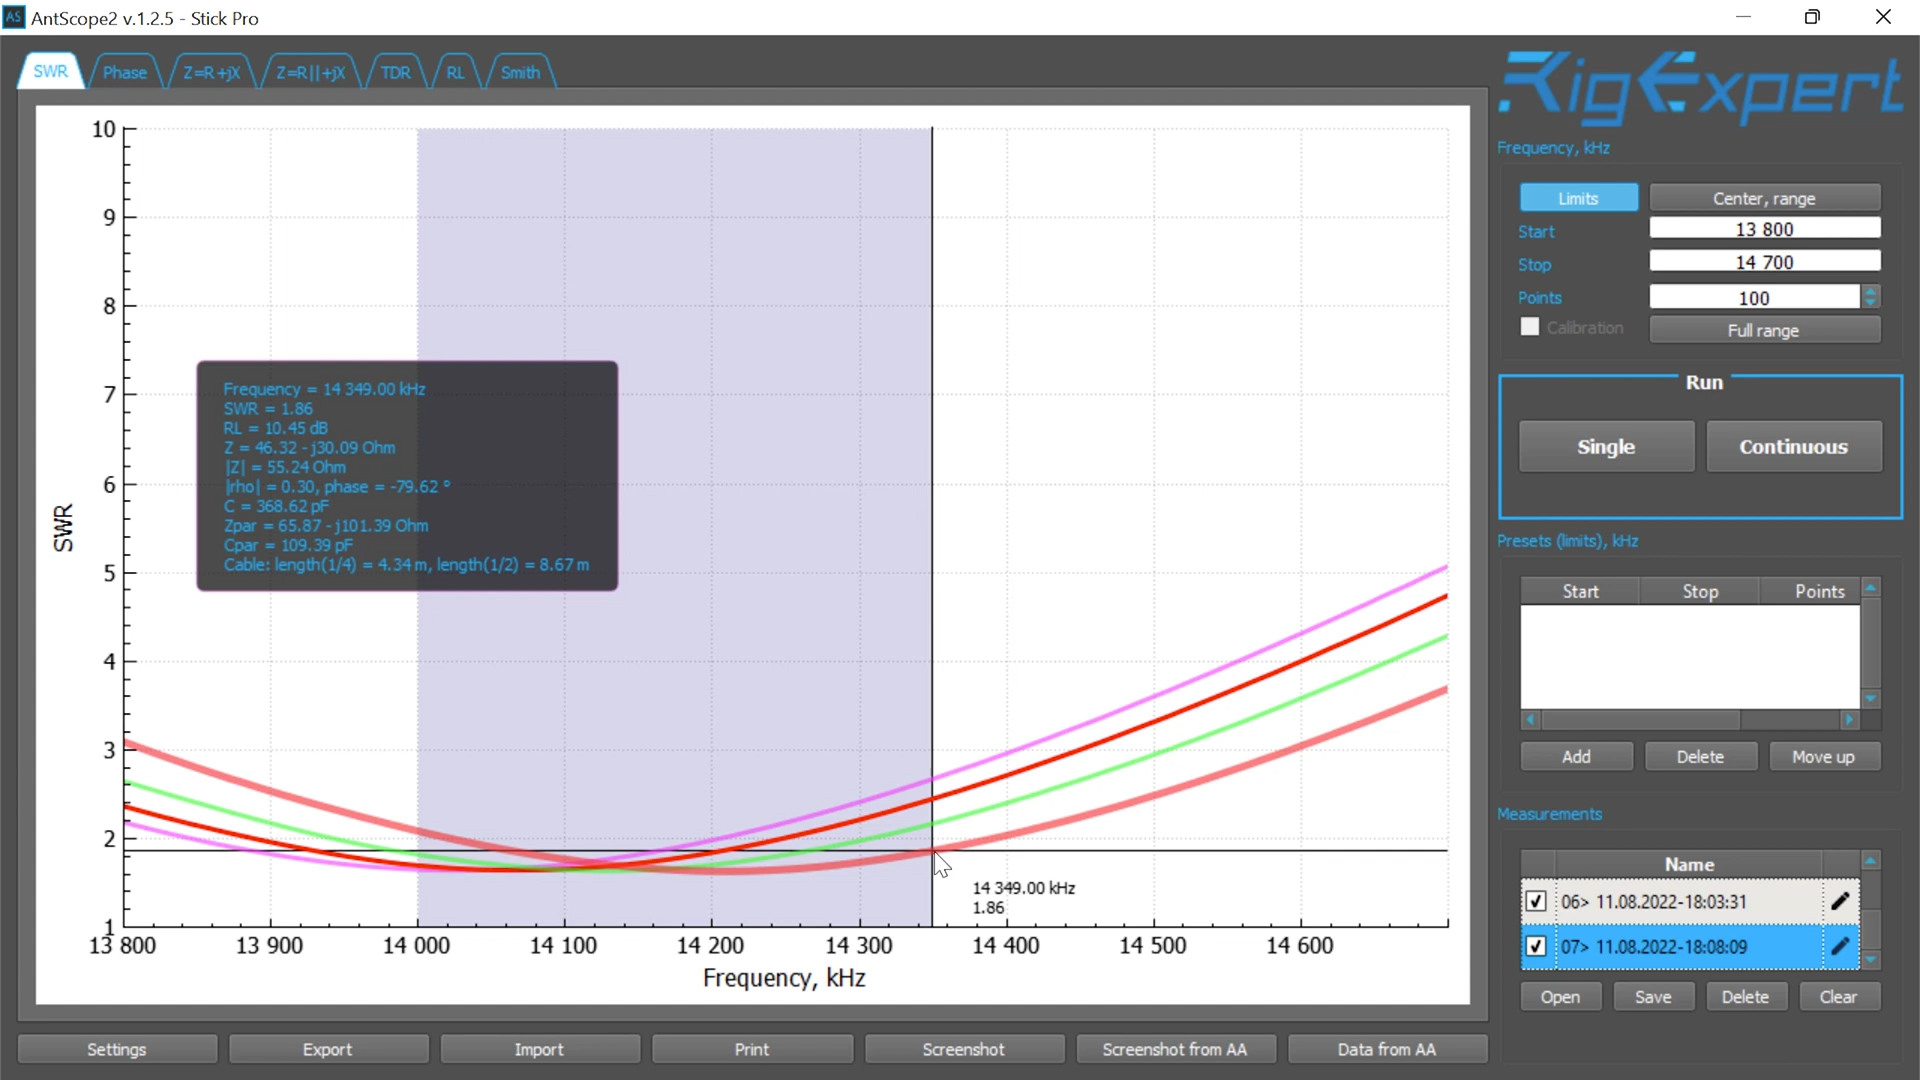 AS AntScope2 v.1.2.5 - Stick Pro
SWR
Phase
Z=R+jX
Z=R||+jX
TDR
RL
Smith
RigExpert
10
9
8
7
6
5
4
3
2
1
SWR
Frequency = 14 349.00 kHz
SWR = 1.86
RL = 10.45 dB
Z = 46.32 - j30.09 Ohm
|Z| = 55.24 Ohm
|rho| = 0.30, phase = -79.62 °
C = 368.62 pF
Zpar = 65.87 - j101.39 Ohm
Cpar = 109.39 pF
Cable: length(1/4) = 4.34 m, length(1/2) = 8.67 m
14 349.00 kHz
1.86
13 800
13 900
14 000
14 100
14 200
14 300
14 400
14 500
14 600
Frequency, kHz
Frequency, kHz
Limits
Center, range
Start
13 800
Stop
14 700
Points
100
Calibration
Full range
Run
Single
Continuous
Presets (limits), kHz
Start
Stop
Points
Add
Delete
Move up
Measurements
Name
06> 11.08.2022-18:03:31
07> 11.08.2022-18:08:09
Open
Save
Delete
Clear
Settings
Export
Import
Print
Screenshot
Screenshot from AA
Data from AA